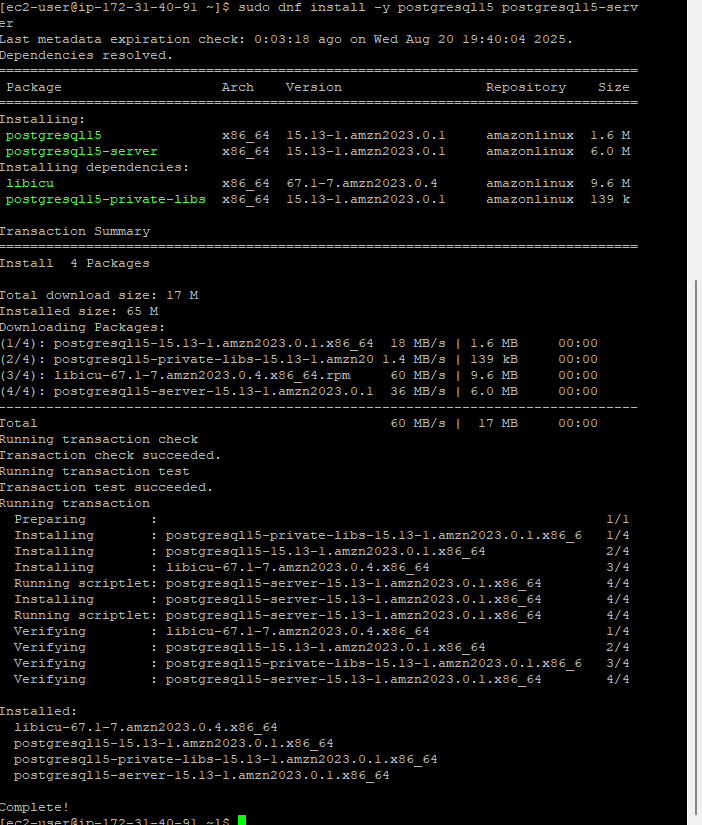 [ec2-user@ip-172-31-40-91 ~]$ sudo dnf install -y postgresql15 postgresql15-serv
er
Last metadata expiration check: 0:03:18 ago on Wed Aug 20 19:40:04 2025.
Dependencies resolved.
================================================================================
 Package                   Arch    Version                  Repository    Size
================================================================================
Installing:
 postgresql15              x86_64  15.13-1.amzn2023.0.1     amazonlinux  1.6 M
 postgresql15-server       x86_64  15.13-1.amzn2023.0.1     amazonlinux  6.0 M
Installing dependencies:
 libicu                    x86_64  67.1-7.amzn2023.0.4      amazonlinux  9.6 M
 postgresql15-private-libs x86_64  15.13-1.amzn2023.0.1     amazonlinux  139 k

Transaction Summary
================================================================================
Install  4 Packages

Total download size: 17 M
Installed size: 65 M
Downloading Packages:
(1/4): postgresql15-15.13-1.amzn2023.0.1.x86_64  18 MB/s | 1.6 MB     00:00
(2/4): postgresql15-private-libs-15.13-1.amzn20 1.4 MB/s | 139 kB     00:00
(3/4): libicu-67.1-7.amzn2023.0.4.x86_64.rpm     60 MB/s | 9.6 MB     00:00
(4/4): postgresql15-server-15.13-1.amzn2023.0.1  36 MB/s | 6.0 MB     00:00
--------------------------------------------------------------------------------
Total                                            60 MB/s |  17 MB     00:00
Running transaction check
Transaction check succeeded.
Running transaction test
Transaction test succeeded.
Running transaction
  Preparing        :                                                        1/1
  Installing       : postgresql15-private-libs-15.13-1.amzn2023.0.1.x86_6   1/4
  Installing       : postgresql15-15.13-1.amzn2023.0.1.x86_64               2/4
  Installing       : libicu-67.1-7.amzn2023.0.4.x86_64                      3/4
  Running scriptlet: postgresql15-server-15.13-1.amzn2023.0.1.x86_64        4/4
  Installing       : postgresql15-server-15.13-1.amzn2023.0.1.x86_64        4/4
  Running scriptlet: postgresql15-server-15.13-1.amzn2023.0.1.x86_64        4/4
  Verifying        : libicu-67.1-7.amzn2023.0.4.x86_64                      1/4
  Verifying        : postgresql15-15.13-1.amzn2023.0.1.x86_64               2/4
  Verifying        : postgresql15-private-libs-15.13-1.amzn2023.0.1.x86_6   3/4
  Verifying        : postgresql15-server-15.13-1.amzn2023.0.1.x86_64        4/4

Installed:
  libicu-67.1-7.amzn2023.0.4.x86_64
  postgresql15-15.13-1.amzn2023.0.1.x86_64
  postgresql15-private-libs-15.13-1.amzn2023.0.1.x86_64
  postgresql15-server-15.13-1.amzn2023.0.1.x86_64

Complete!
[ec2-user@ip-172-31-40-91 ~]$